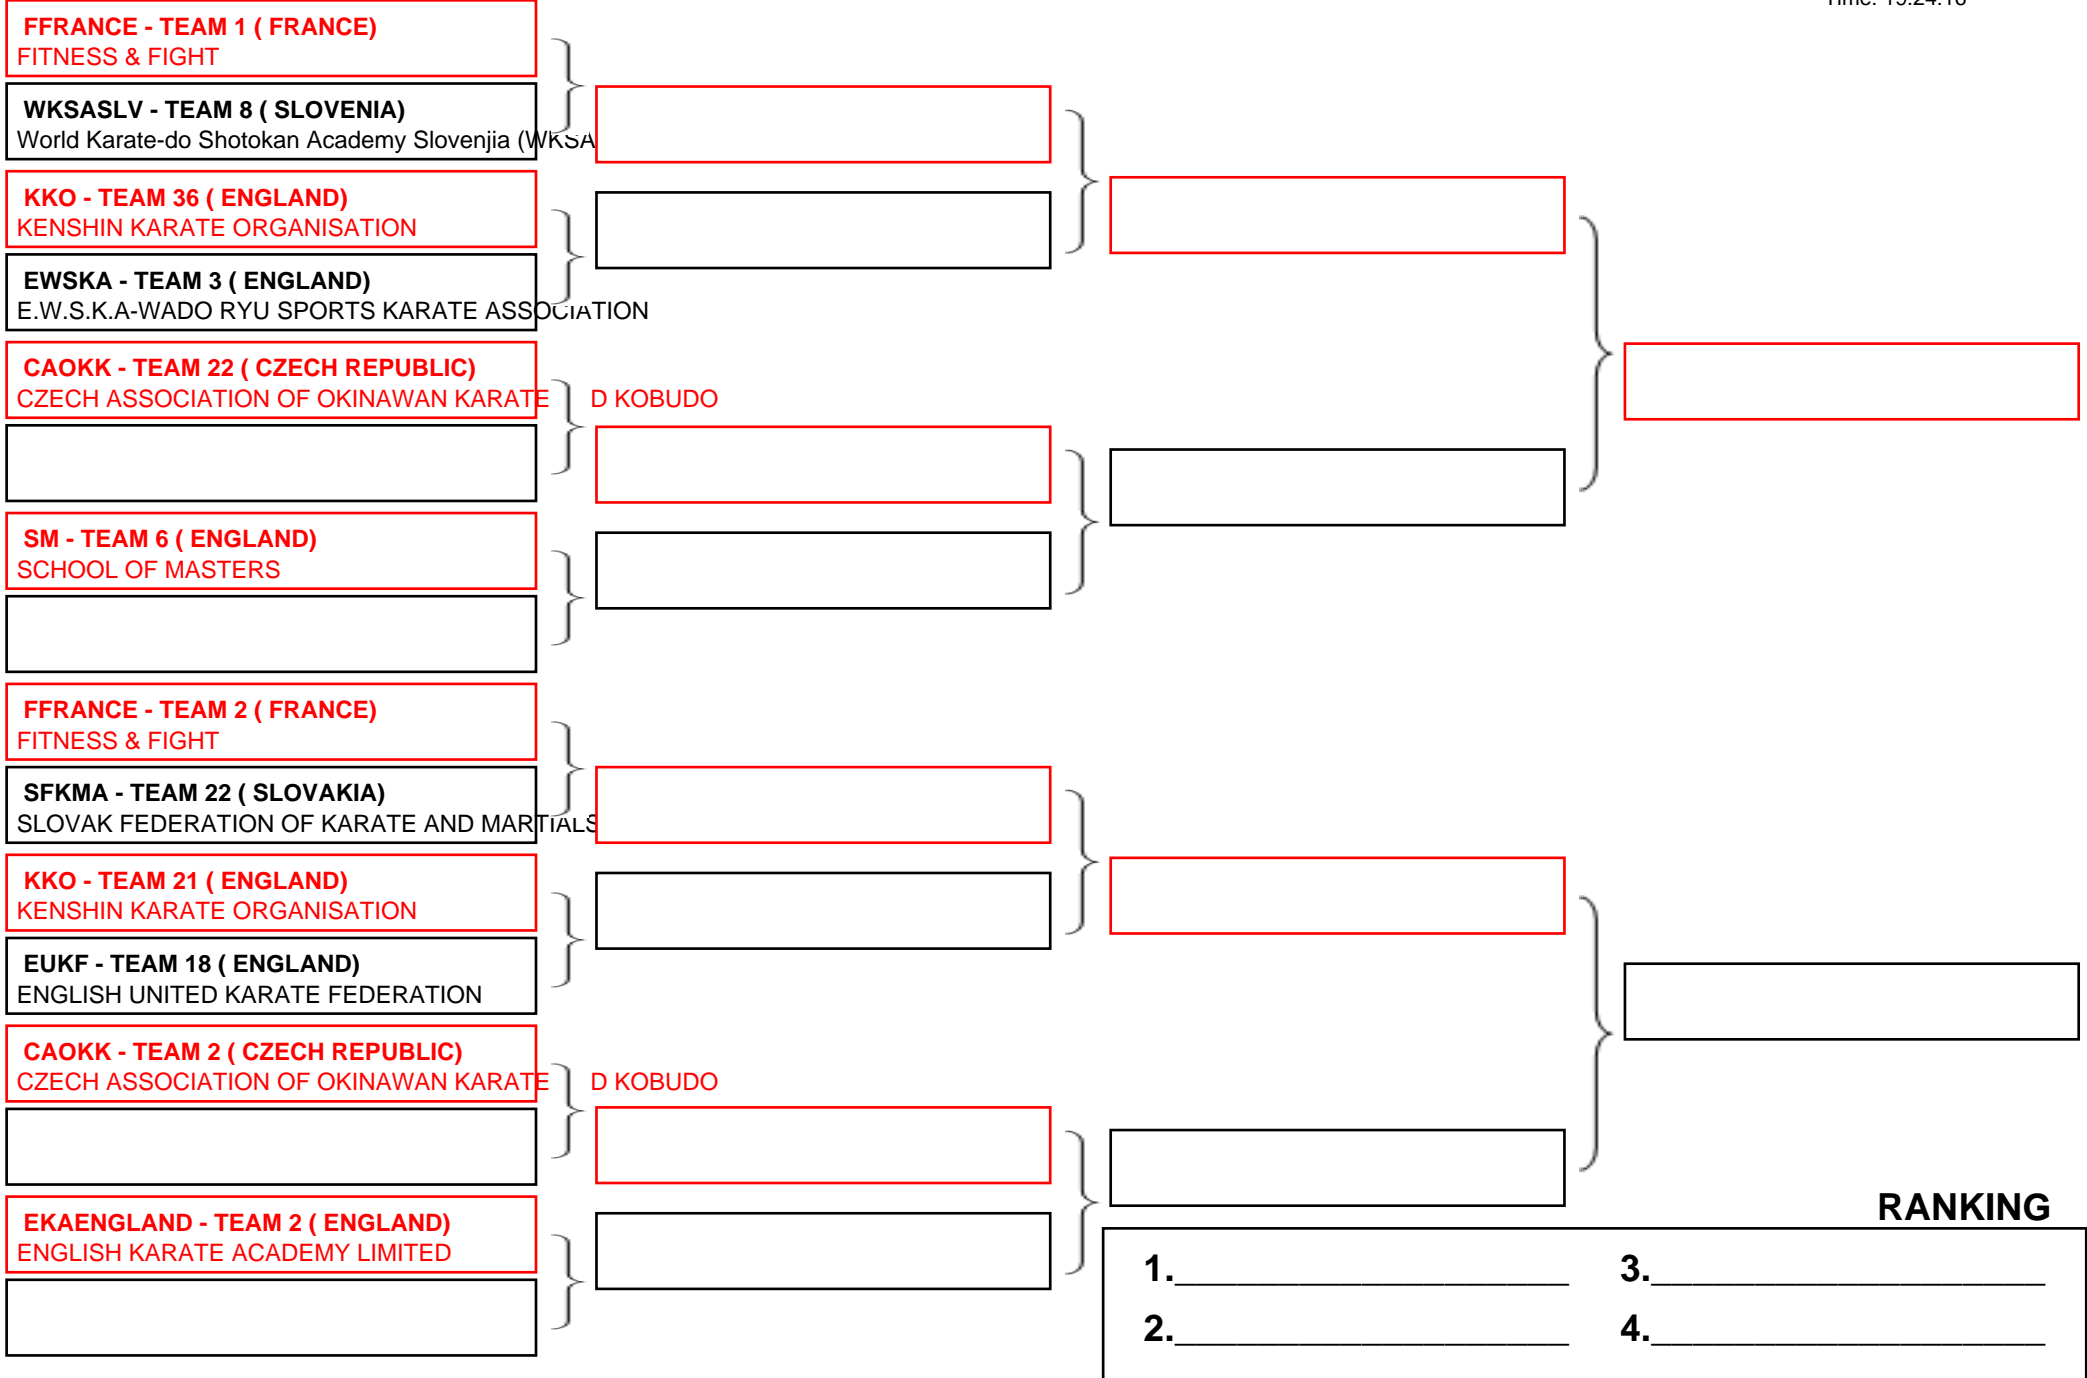 FFRANCE - TEAM 1 ( FRANCE)
FITNESS & FIGHT
WKSASLV - TEAM 8 ( SLOVENIA)
World Karate-do Shotokan Academy Slovenjia (WKSA
KKO - TEAM 36 ( ENGLAND)
KENSHIN KARATE ORGANISATION
EWSKA - TEAM 3 ( ENGLAND)
E.W.S.K.A-WADO RYU SPORTS KARATE ASSOCIATION
CAOKK - TEAM 22 ( CZECH REPUBLIC)
CZECH ASSOCIATION OF OKINAWAN KARATE D KOBUDO
SM - TEAM 6 ( ENGLAND)
SCHOOL OF MASTERS
FFRANCE - TEAM 2 ( FRANCE)
FITNESS & FIGHT
SFKMA - TEAM 22 ( SLOVAKIA)
SLOVAK FEDERATION OF KARATE AND MARTIALS
KKO - TEAM 21 ( ENGLAND)
KENSHIN KARATE ORGANISATION
EUKF - TEAM 18 ( ENGLAND)
ENGLISH UNITED KARATE FEDERATION
CAOKK - TEAM 2 ( CZECH REPUBLIC)
CZECH ASSOCIATION OF OKINAWAN KARATE D KOBUDO
EKAENGLAND - TEAM 2 ( ENGLAND)
ENGLISH KARATE ACADEMY LIMITED
RANKING
1.___________________ 3.___________________
2.___________________ 4.___________________